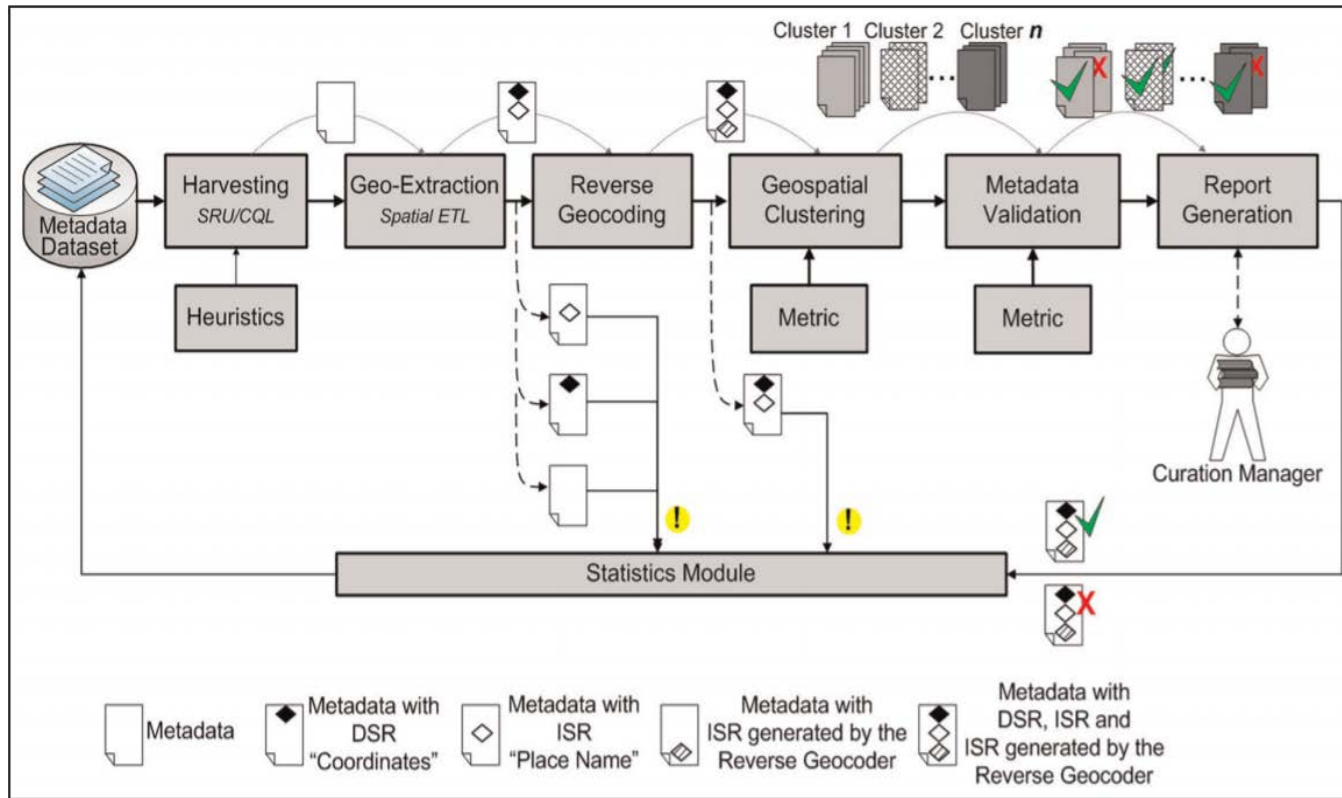 Cluster 1
Cluster 2
Cluster n
...
X
X
...
Metadata
Dataset
Harvesting
SRU/CQL
Geo-Extraction
Spatial ETL
Reverse
Geocoding
Geospatial
Clustering
Metadata
Validation
Report
Generation
Heuristics
Metric
Metric
Curation Manager
!
!
Statistics Module
X
Metadata
Metadata with
DSR
“Coordinates”
Metadata with
ISR
“Place Name”
Metadata with
ISR generated by the
Reverse Geocoder
Metadata with
DSR, ISR and
ISR generated by the
Reverse Geocoder